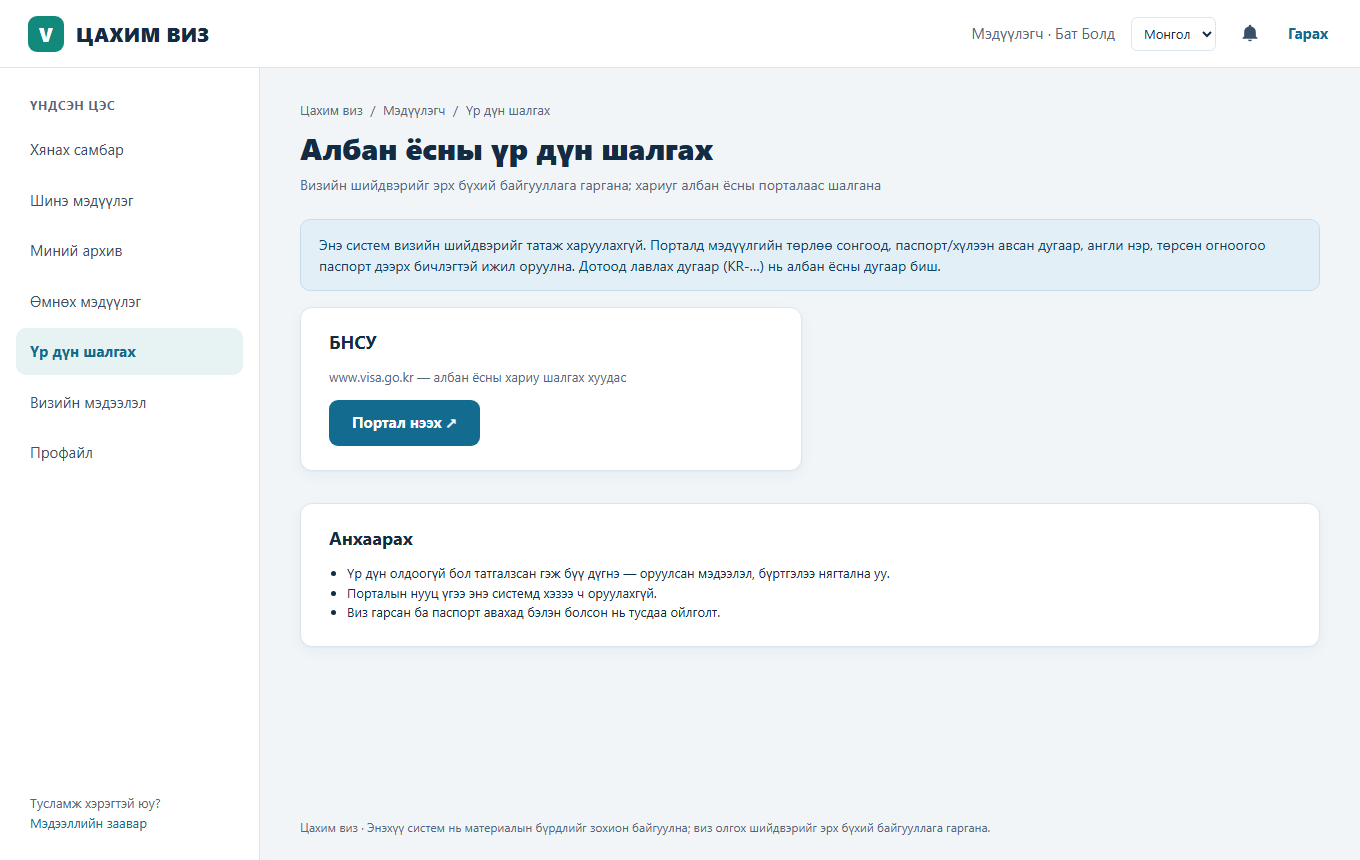 V ЦАХИМ ВИЗ
Мэдүүлэгч · Бат Болд
Монгол
Гарах
ҮНДСЭН ЦЭС
Хянах самбар
Шинэ мэдүүлэг
Миний архив
Өмнөх мэдүүлэг
Үр дүн шалгах
Визийн мэдээлэл
Профайл
Тусламж хэрэгтэй юу?
Мэдээллийн заавар
Цахим виз / Мэдүүлэгч / Үр дүн шалгах
Албан ёсны үр дүн шалгах
Визийн шийдвэрийг эрх бүхий байгууллага гаргана; хариуг албан ёсны порталаас шалгана
Энэ систем визийн шийдвэрийг татаж харуулахгүй. Порталд мэдүүлгийн төрлөө сонгоод, паспорт/хүлээн авсан дугаар, англи нэр, төрсөн огноогоо
паспорт дээрх бичлэгтэй ижил оруулна. Дотоод лавлах дугаар (KR-…) нь албан ёсны дугаар биш.
БНСУ
www.visa.go.kr — албан ёсны хариу шалгах хуудас
Портал нээх ↗
Анхаарах
• Үр дүн олдоогүй бол татгалзсан гэж бүү дүгнэ — оруулсан мэдээлэл, бүртгэлээ нягтална уу.
• Порталын нууц үгээ энэ системд хэзээ ч оруулахгүй.
• Виз гарсан ба паспорт авахад бэлэн болсон нь тусдаа ойлголт.
Цахим виз · Энэхүү систем нь материалын бүрдлийг зохион байгуулна; виз олгох шийдвэрийг эрх бүхий байгууллага гаргана.